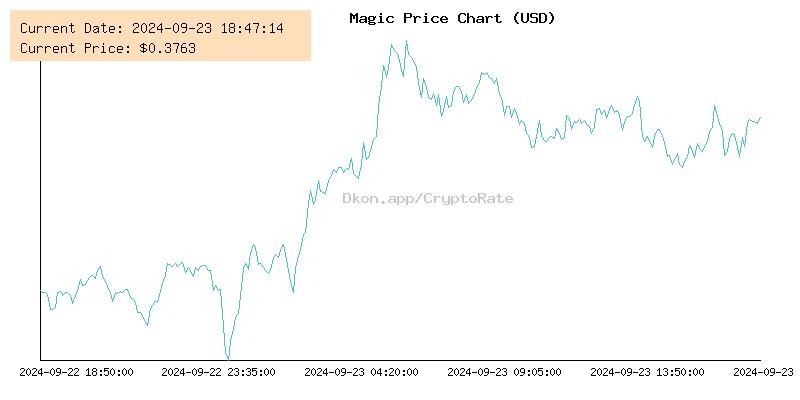 Magic Price Chart (USD)
Current Date: 2024-09-23 18:47:14
Current Price: $0.3763
Dkon.app/CryptoRate
2024-09-22 18:50:00 2024-09-22 23:35:00 2024-09-23 04:20:00 2024-09-23 09:05:00 2024-09-23 13:50:00 2024-09-23